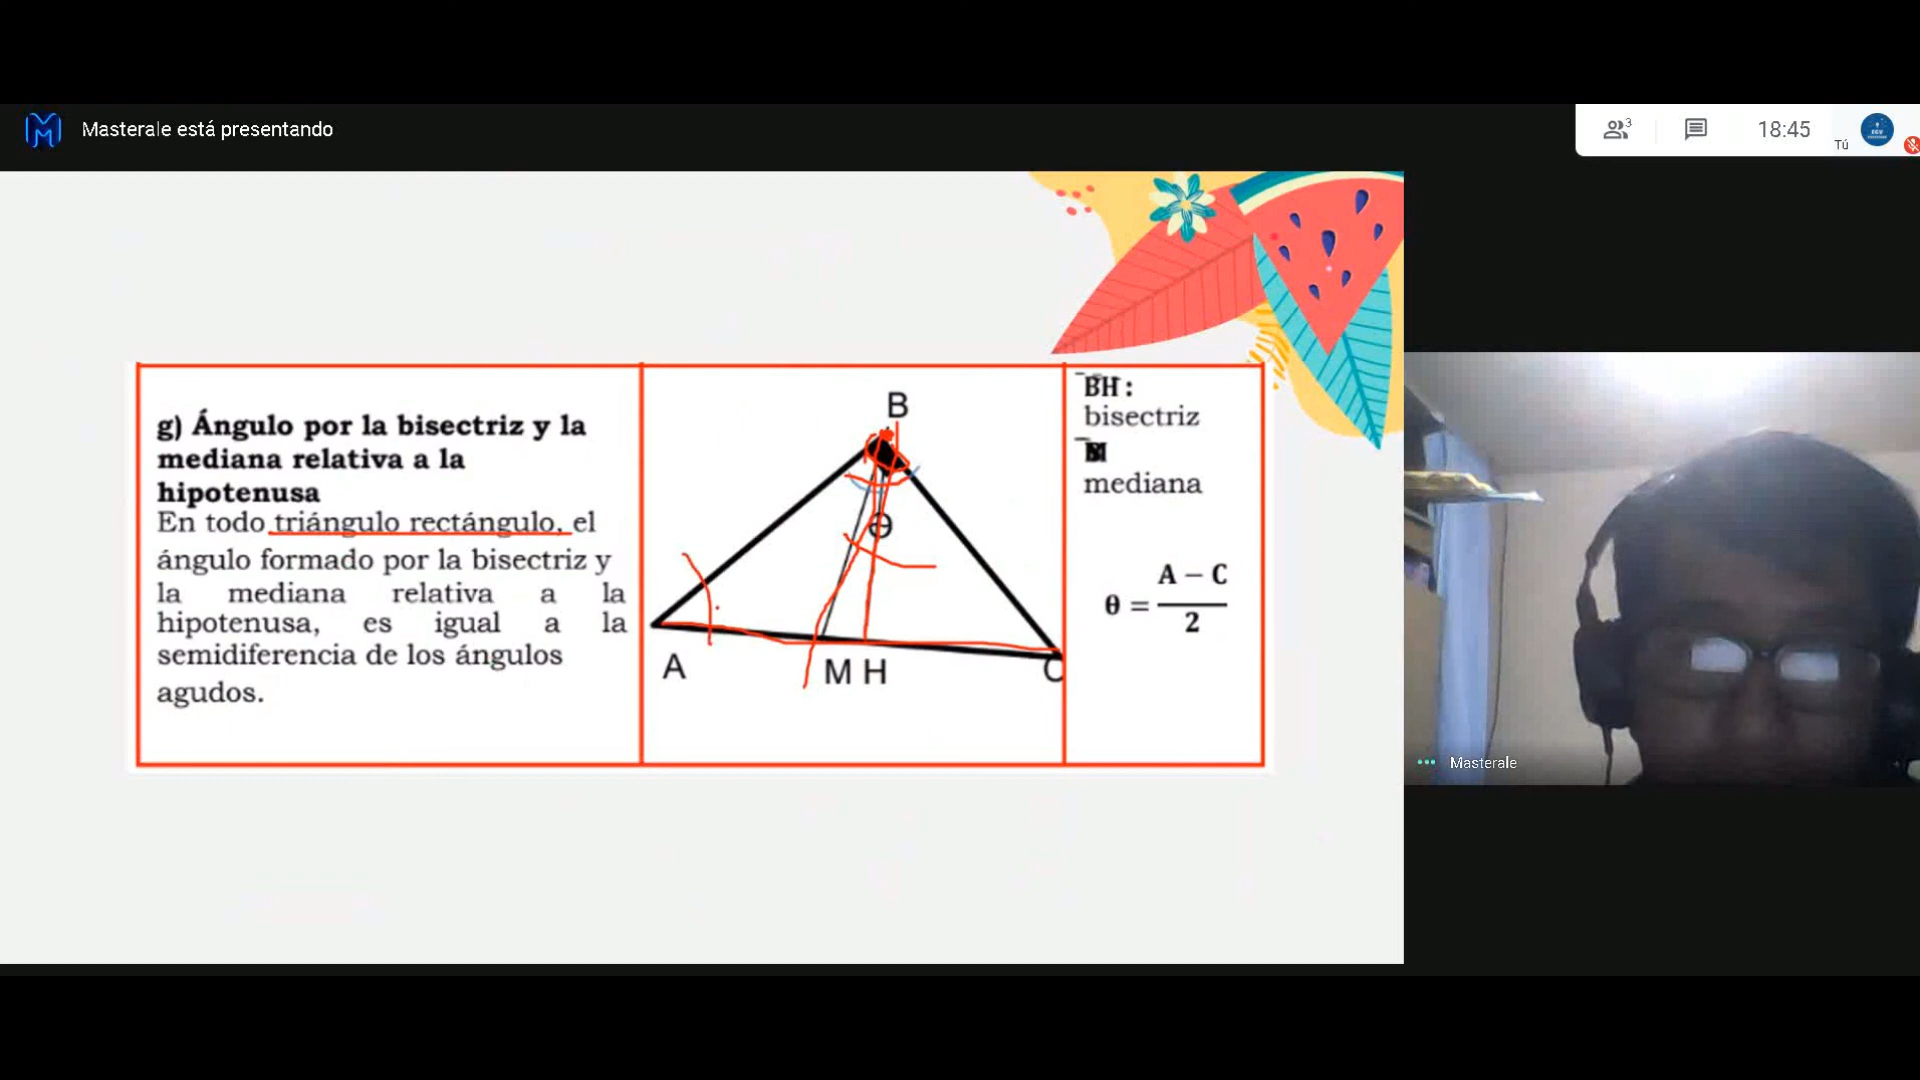 Masterale está presentando
3
18:45
Tú
g) Ángulo por la bisectriz y la
mediana relativa a la
hipotenusa
En todo triángulo rectángulo, el
ángulo formado por la bisectriz y
la mediana relativa a la
hipotenusa, es igual a la
semidiferencia de los ángulos
agudos.
B
θ
A
M H
C
BH :
bisectriz
mediana
θ = A − C
2
Masterale